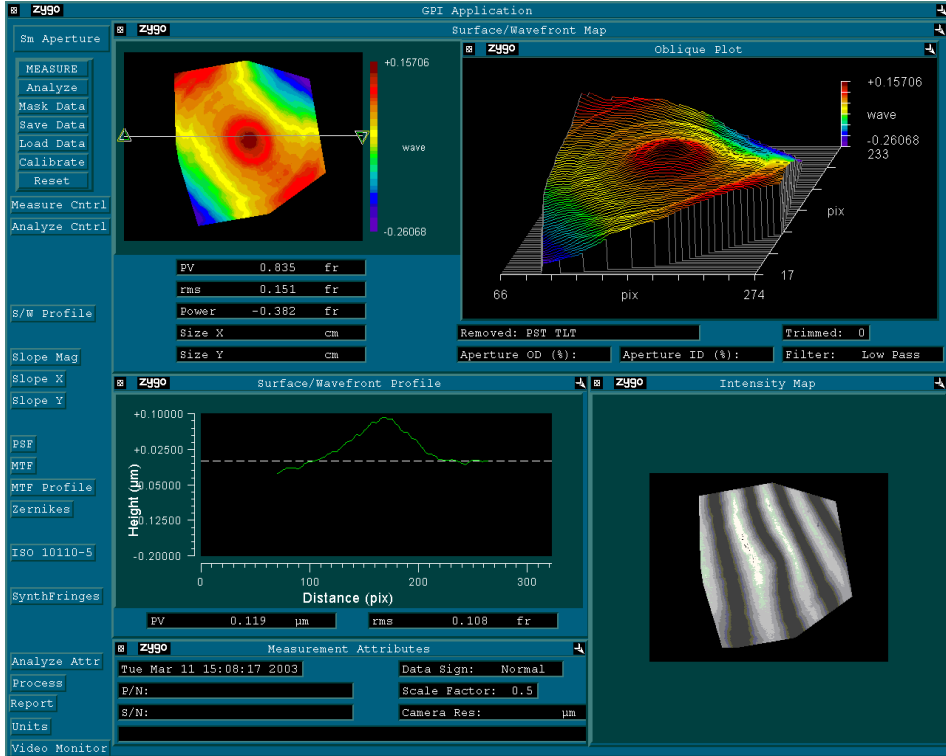 zygo GPI Application
Sm Aperture
MEASURE
Analyze
Mask Data
Save Data
Load Data
Calibrate
Reset
Measure Cntrl
Analyze Cntrl
S/W Profile
Slope Mag
Slope X
Slope Y
PSF
MTF
MTF Profile
Zernikes
ISO 10110-5
SynthFringes
Analyze Attr
Process
Report
Units
Video Monitor
zygo Surface/Wavefront Map
+0.15706
wave
-0.26068
PV 0.835 fr
rms 0.151 fr
Power -0.382 fr
Size X cm
Size Y cm
zygo Oblique Plot
+0.15706
wave
-0.26068
233
pix
17
66 pix 274
Removed: PST TLT Trimmed: 0
Aperture OD (%): Aperture ID (%): Filter: Low Pass
zygo Surface/Wavefront Profile
+0.10000
+0.02500
-0.05000
-0.12500
-0.20000
Height (µm)
0 100 200 300
Distance (pix)
PV 0.119 µm rms 0.108 fr
zygo Intensity Map
zygo Measurement Attributes
Tue Mar 11 15:08:17 2003 Data Sign: Normal
P/N: Scale Factor: 0.5
S/N: Camera Res: µm